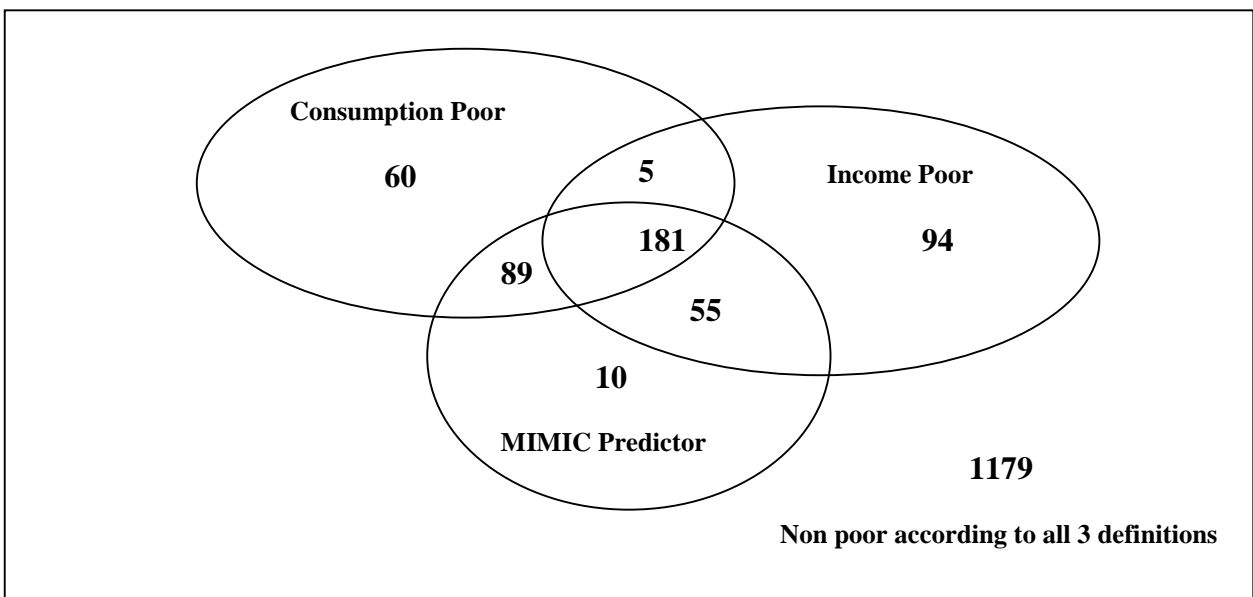 Consumption Poor
60
5
Income Poor
181
94
89
55
10
MIMIC Predictor
1179
Non poor according to all 3 definitions